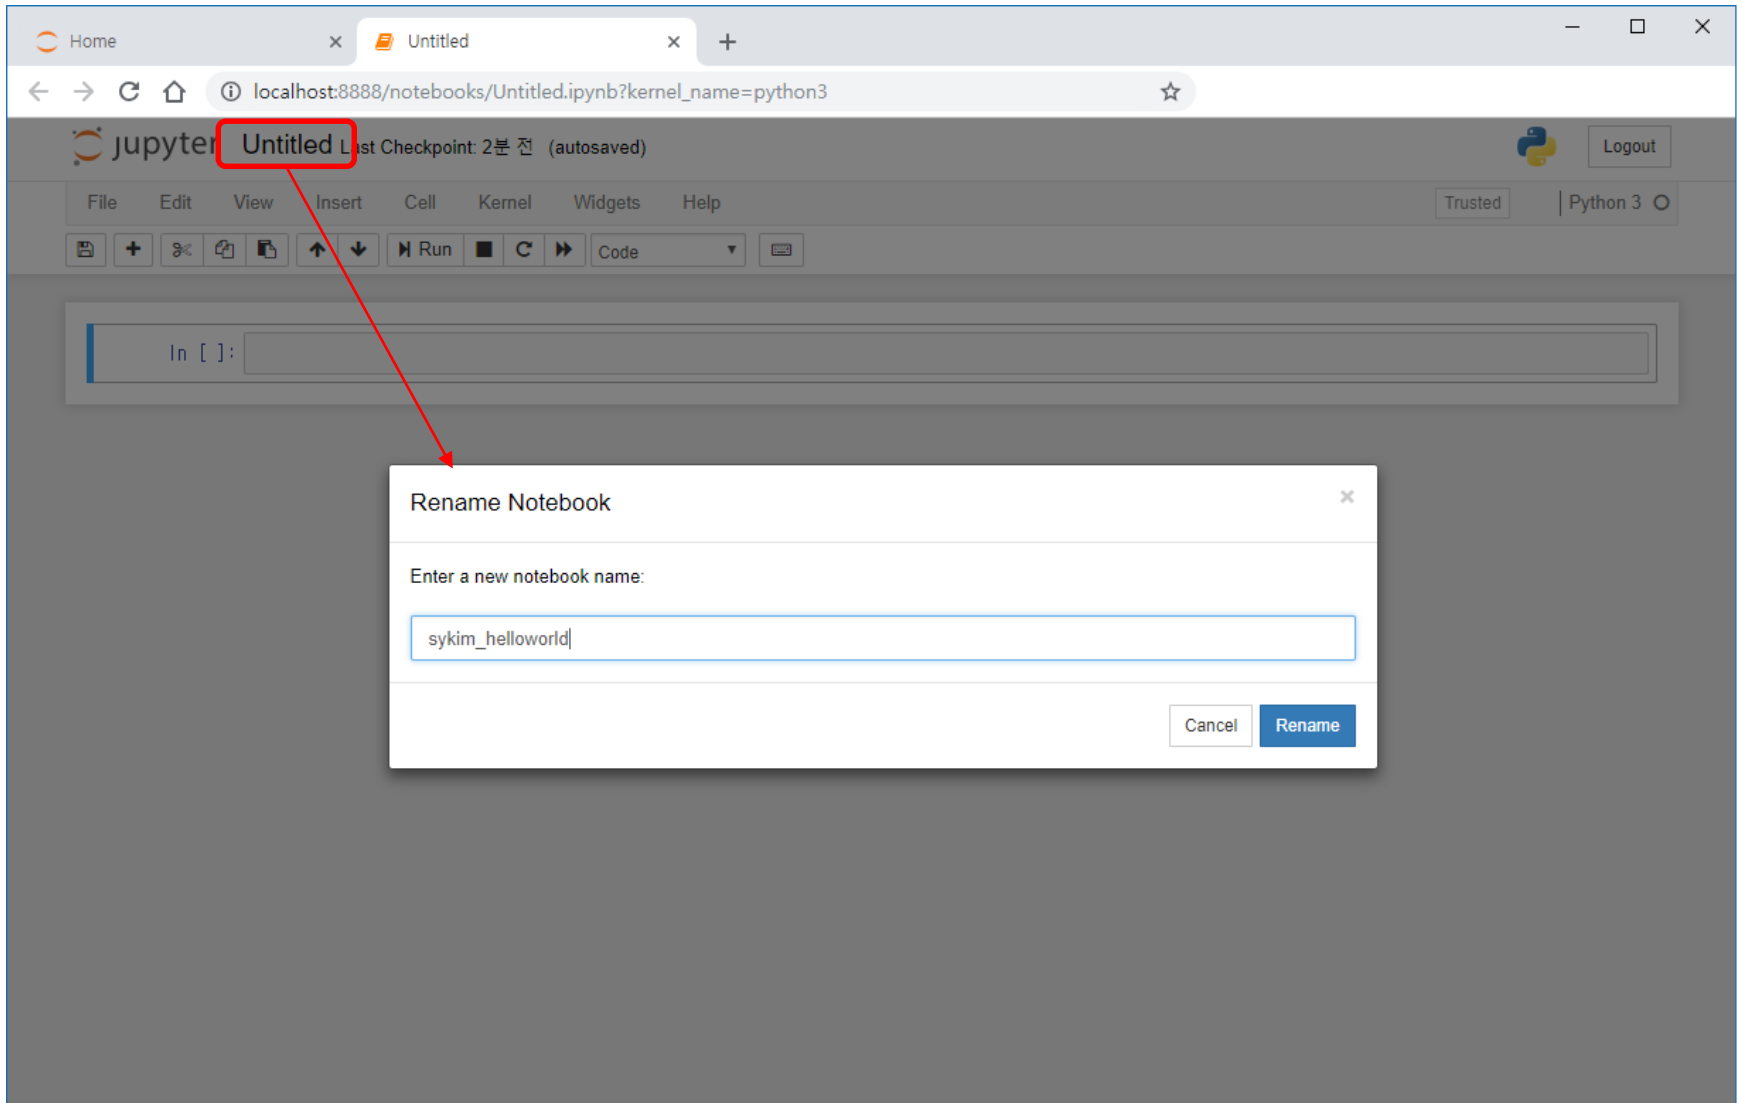 Home
Untitled
localhost:8888/notebooks/Untitled.ipynb?kernel_name=python3
jupyter Untitled Last Checkpoint: 2분 전 (autosaved)
Logout
File Edit View Insert Cell Kernel Widgets Help
Trusted
Python 3
Run
Code
In [ ]:
Rename Notebook
Enter a new notebook name:
sykim_helloworld
Cancel
Rename